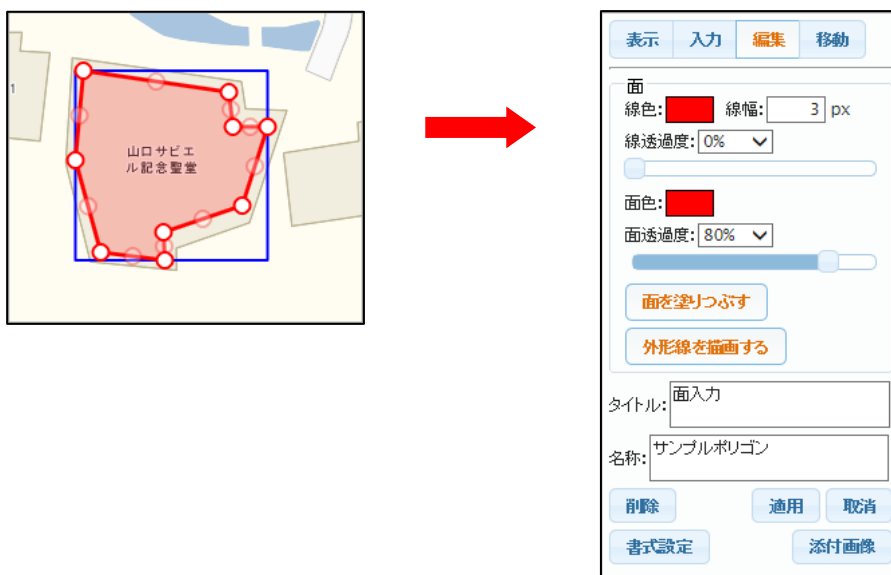 1
山口サビエ
ル記念聖堂
表示 入力 編集 移動
面
線色: 線幅: 3 px
線透過度: 0%
面色:
面透過度: 80%
面を塗りつぶす
外形線を描画する
タイトル: 面入力
名称: サンプルポリゴン
削除 適用 取消
書式設定 添付画像